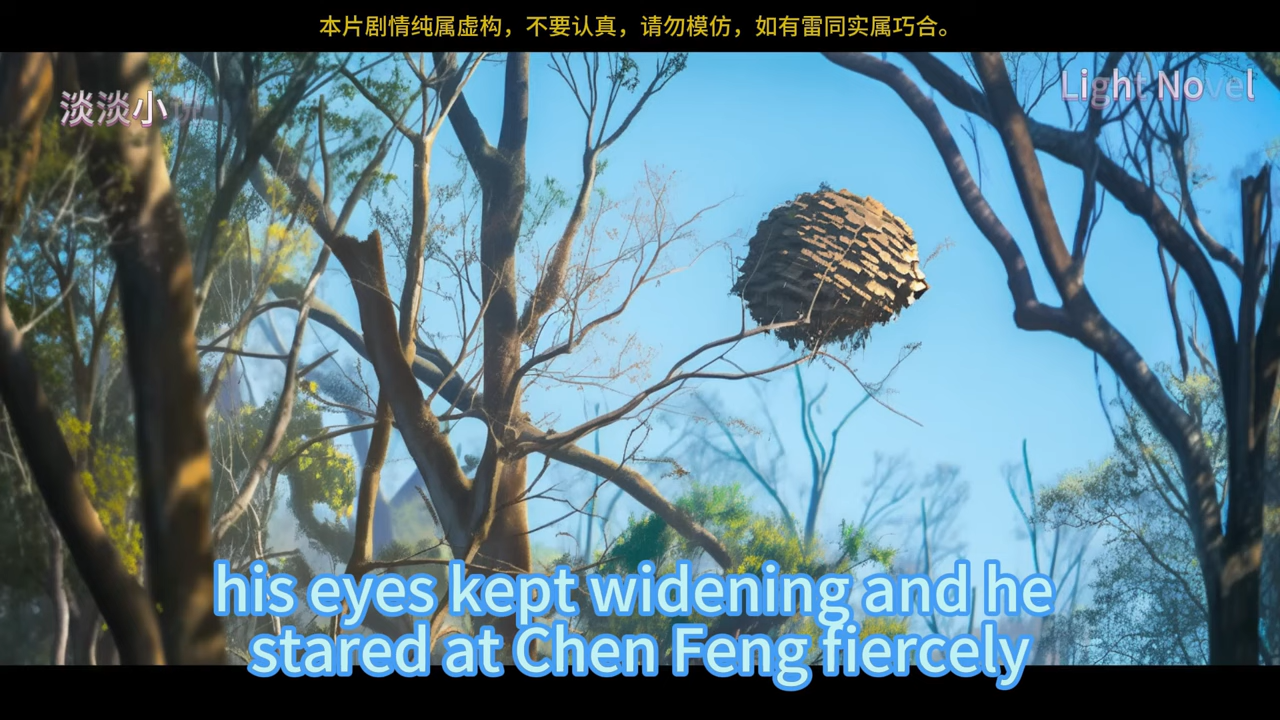 本片剧情纯属虚构，不要认真，请勿模仿，如有雷同实属巧合。
淡淡小
Light Novel
his eyes kept widening and he
stared at Chen Feng fiercely